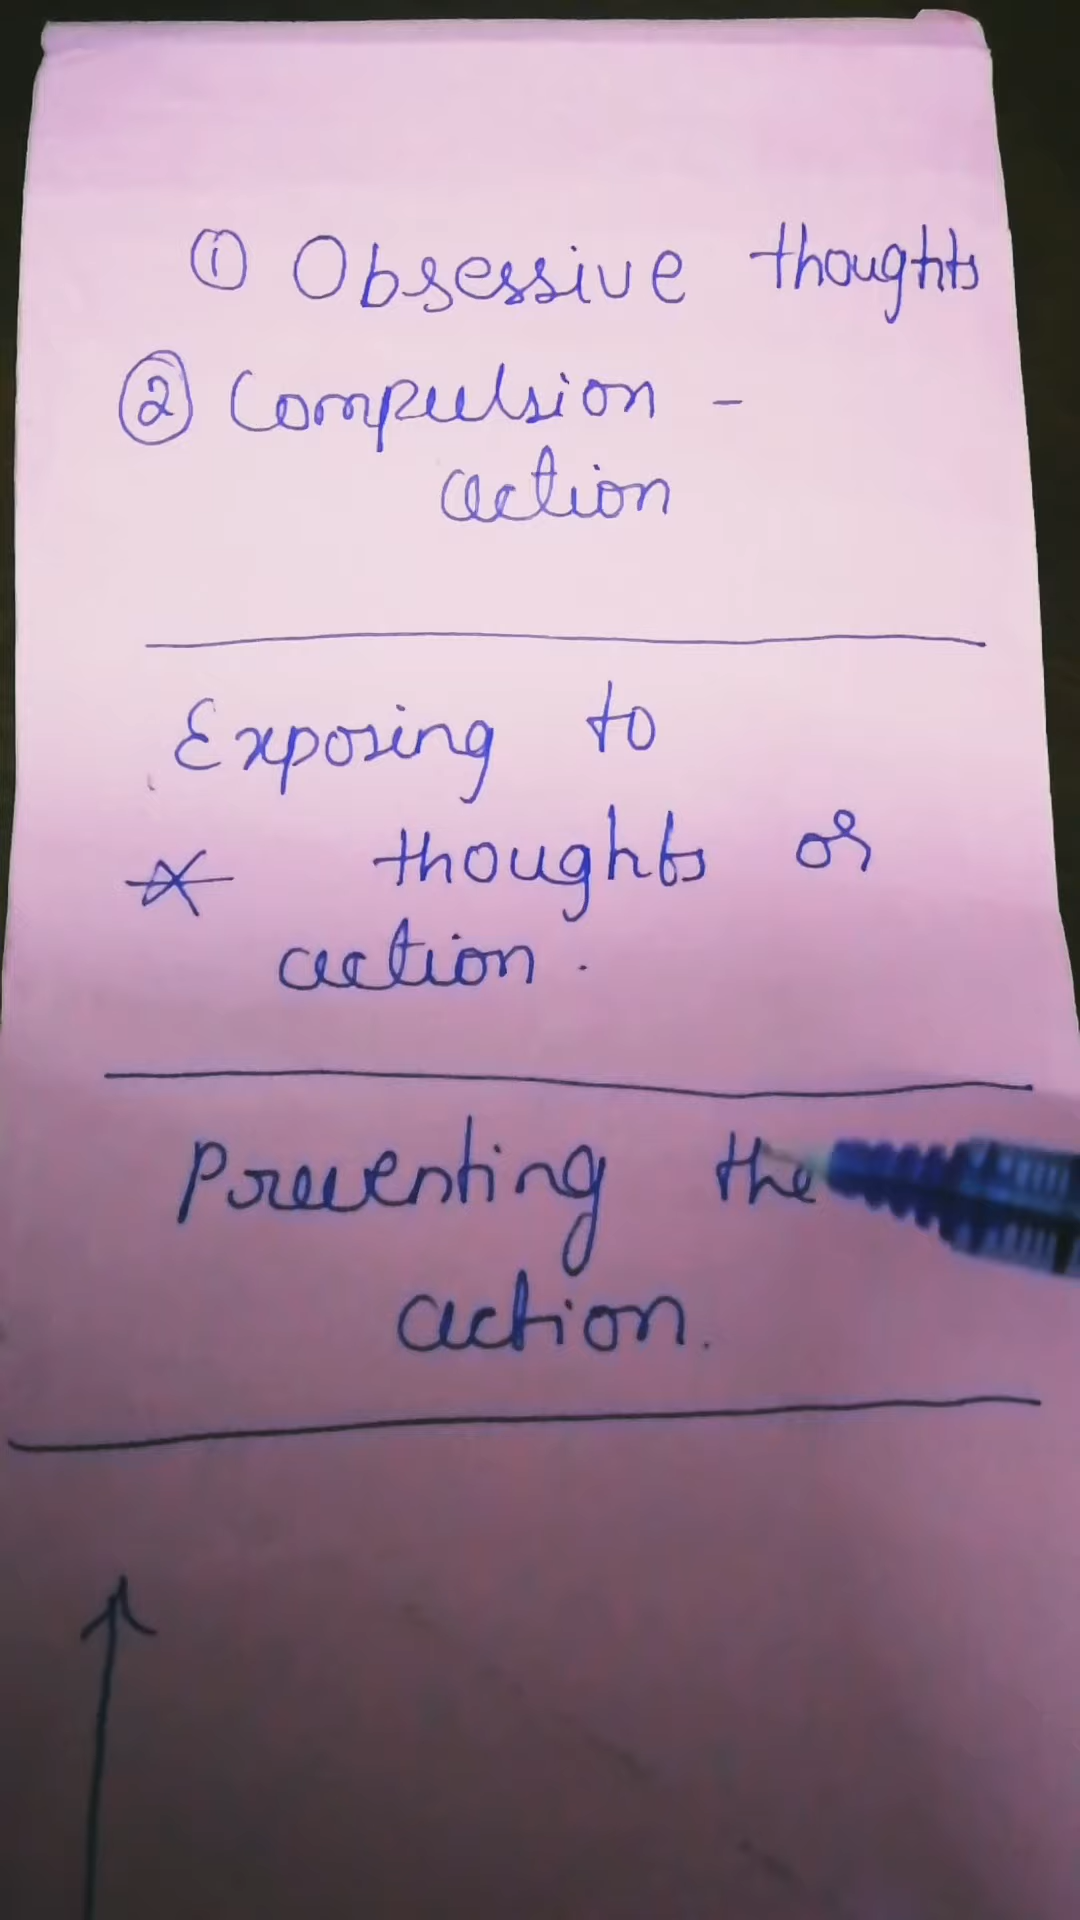 ① Obsessive thoughts
② Compulsion -
action
Exposing to
* thoughts or
action.
Preventing the
action.